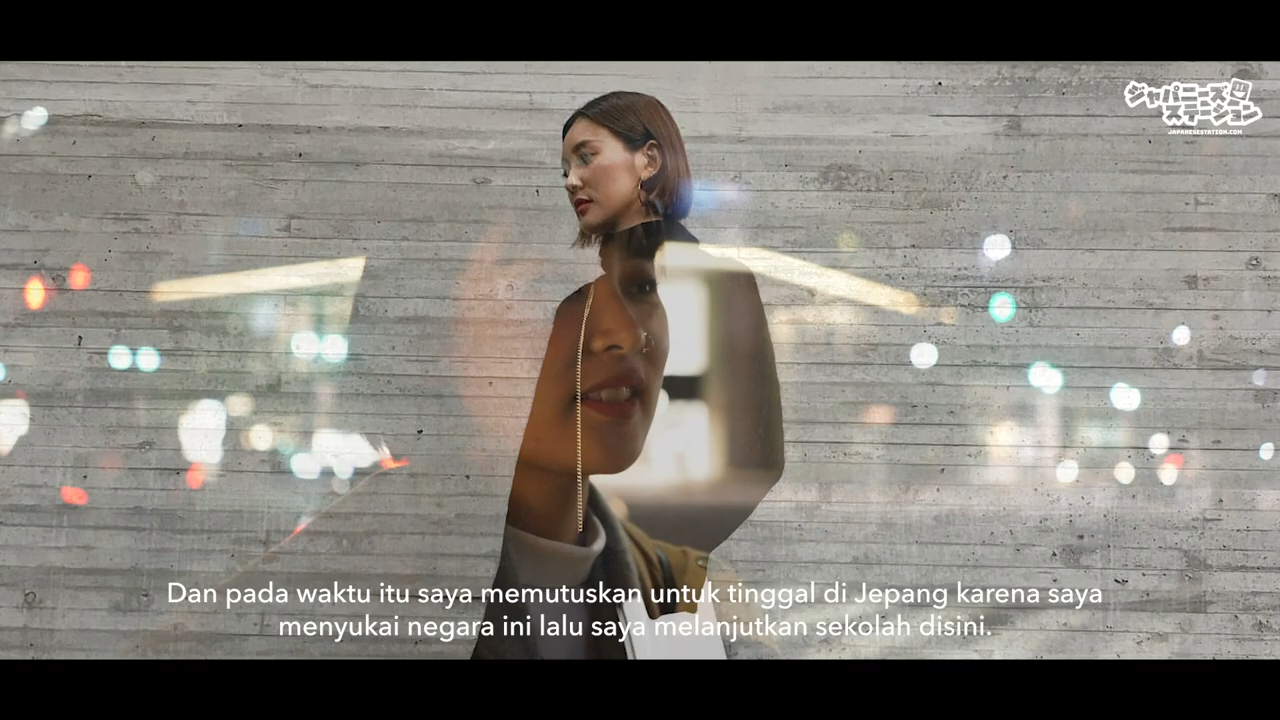 ジャパニーズ
ステーション
JAPANESESTATION.COM
Dan pada waktu itu saya memutuskan untuk tinggal di Jepang karena saya
menyukai negara ini lalu saya melanjutkan sekolah disini.